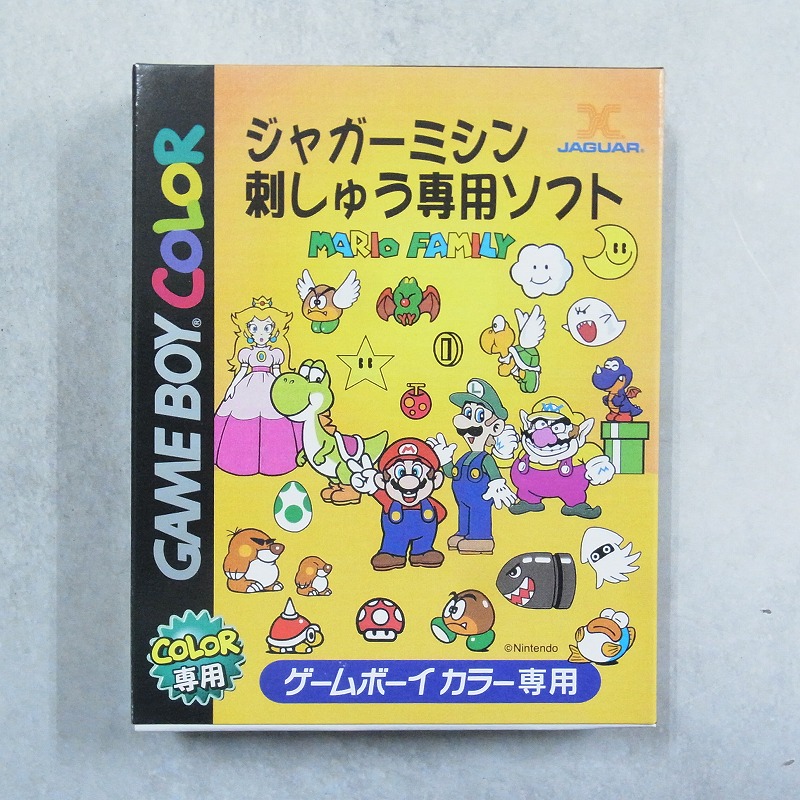 GAME BOY® COLOR
ジャガーミシン
刺しゅう専用ソフト
JAGUAR®
MARIO FAMILY
L
M
W
©Nintendo
COLOR
専用
ゲームボーイ カラー専用